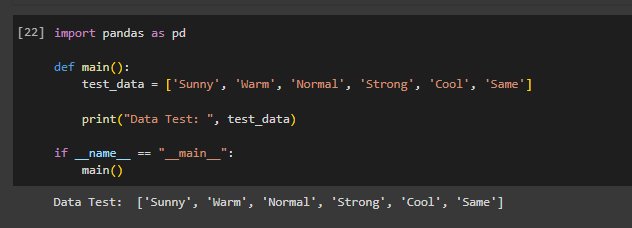 [22] import pandas as pd
def main():
test_data = ['Sunny', 'Warm', 'Normal', 'Strong', 'Cool', 'Same']
print("Data Test: ", test_data)
if __name__ == "__main__":
main()
Data Test:  ['Sunny', 'Warm', 'Normal', 'Strong', 'Cool', 'Same']